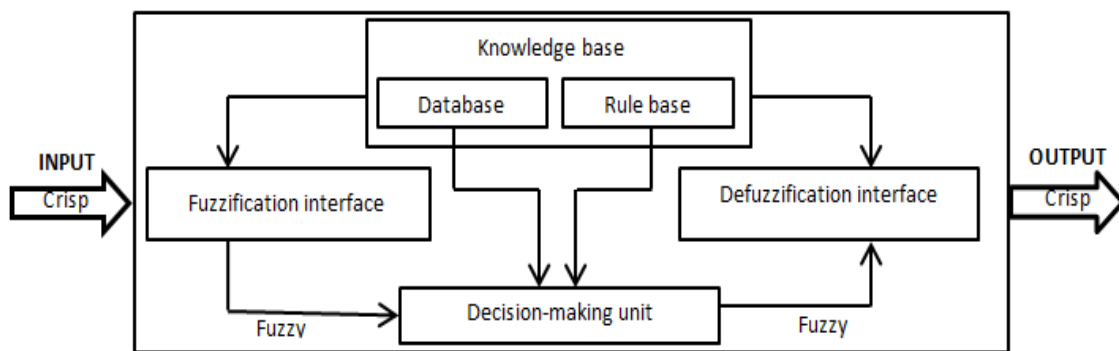 Knowledge base
Database
Rule base
INPUT
Crisp
Fuzzification interface
Defuzzification interface
OUTPUT
Crisp
Decision-making unit
Fuzzy
Fuzzy